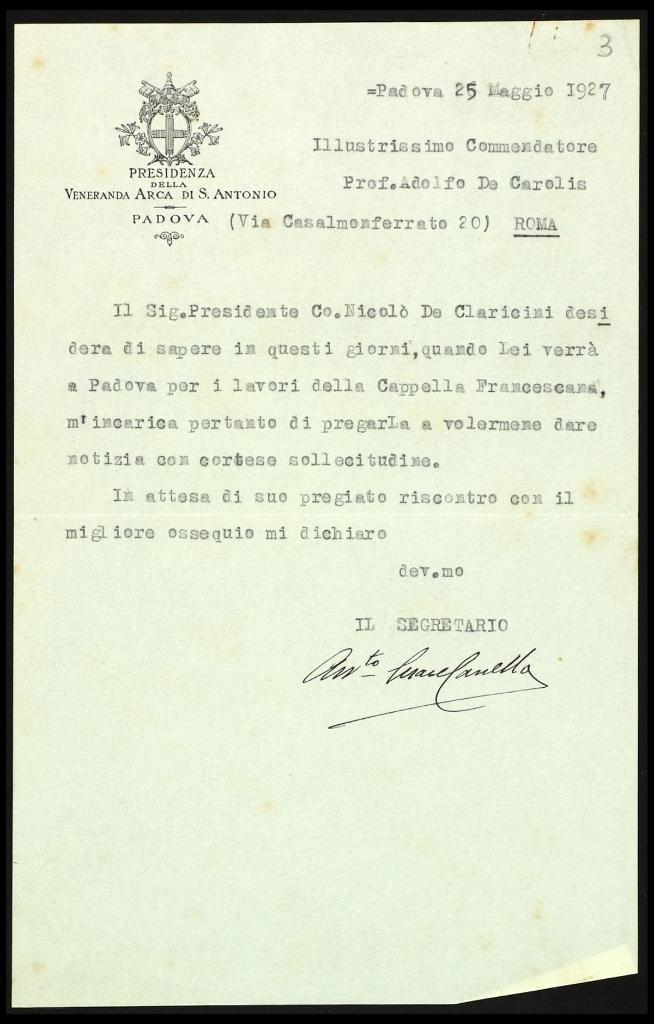 3
=Padova 25 Maggio 1927
PRESIDENZA
DELLA
VENERANDA ARCA DI S. ANTONIO
PADOVA
Illustrissimo Commendatore
Prof.Adolfo De Carolis
(Via Casalmonferrato 20) ROMA
Il Sig.Presidente Co.Nicolò De Claricini desi
dera di sapere in questi giorni,quando Lei verrà
a Padova per i lavori della Cappella Francescana,
m'incarica pertanto di pregarLa a volermene dare
notizia con cortese sollecitudine.
In attesa di suo pregiato riscontro con il
migliore ossequio mi dichiaro
dev.mo
IL SEGRETARIO